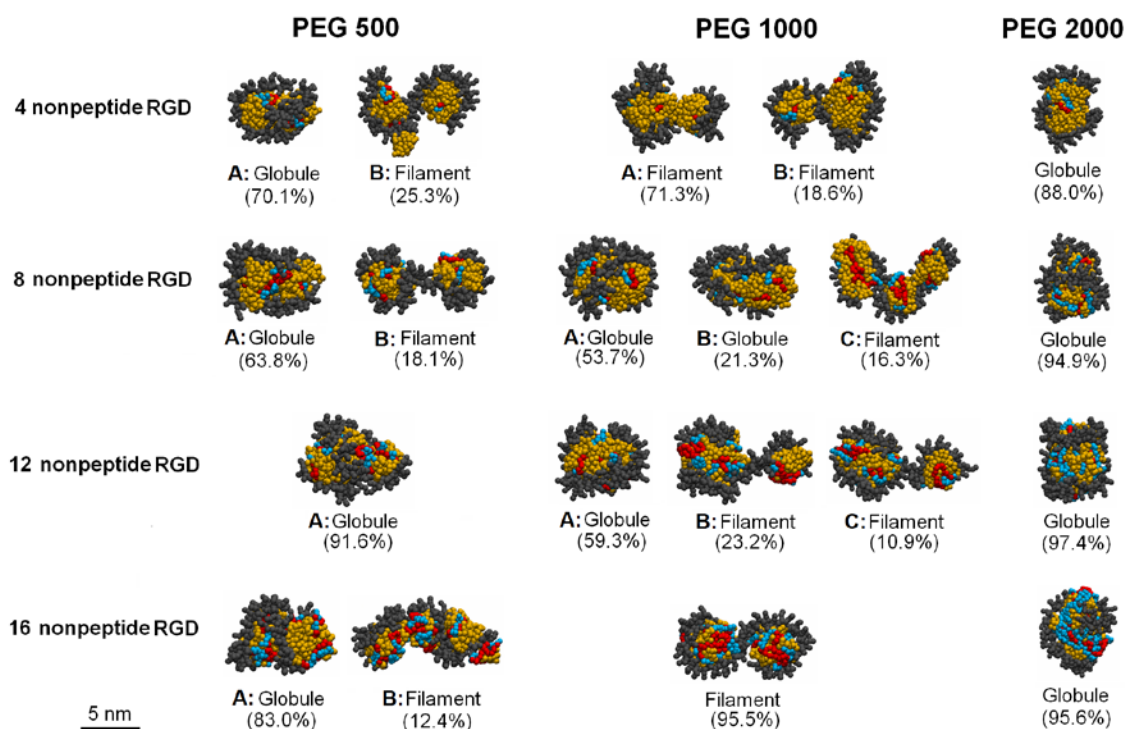 PEG 500 PEG 1000 PEG 2000
4 nonpeptide RGD
A: Globule B: Filament A: Filament B: Filament Globule
(70.1%) (25.3%) (71.3%) (18.6%) (88.0%)
8 nonpeptide RGD
A: Globule B: Filament A: Globule B: Globule C: Filament Globule
(63.8%) (18.1%) (53.7%) (21.3%) (16.3%) (94.9%)
12 nonpeptide RGD
A: Globule A: Globule B: Filament C: Filament Globule
(91.6%) (59.3%) (23.2%) (10.9%) (97.4%)
16 nonpeptide RGD
A: Globule B: Filament Filament Globule
(83.0%) (12.4%) (95.5%) (95.6%)
5 nm